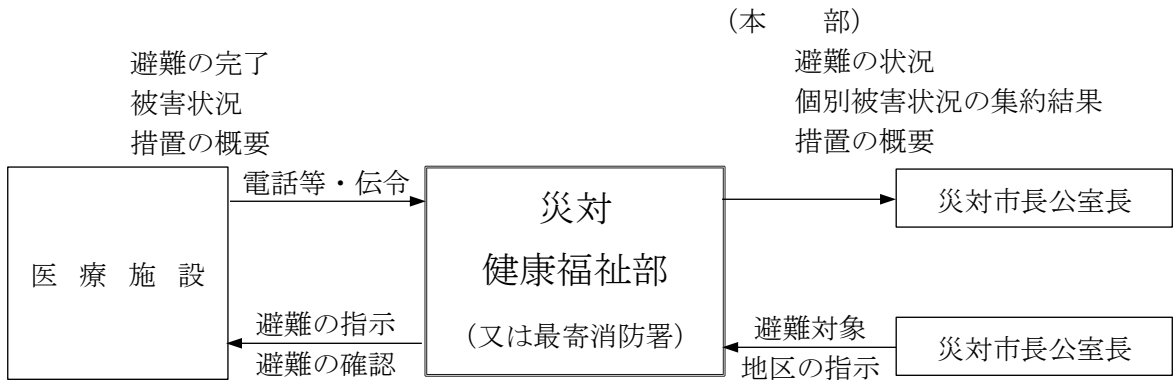 (本　　部)
避難の完了
被害状況
措置の概要
避難の状況
個別被害状況の集約結果
措置の概要
電話等・伝令
医 療 施 設
災対
健康福祉部
(又は最寄消防署)
災対市長公室長
避難の指示
避難の確認
避難対象
地区の指示
災対市長公室長